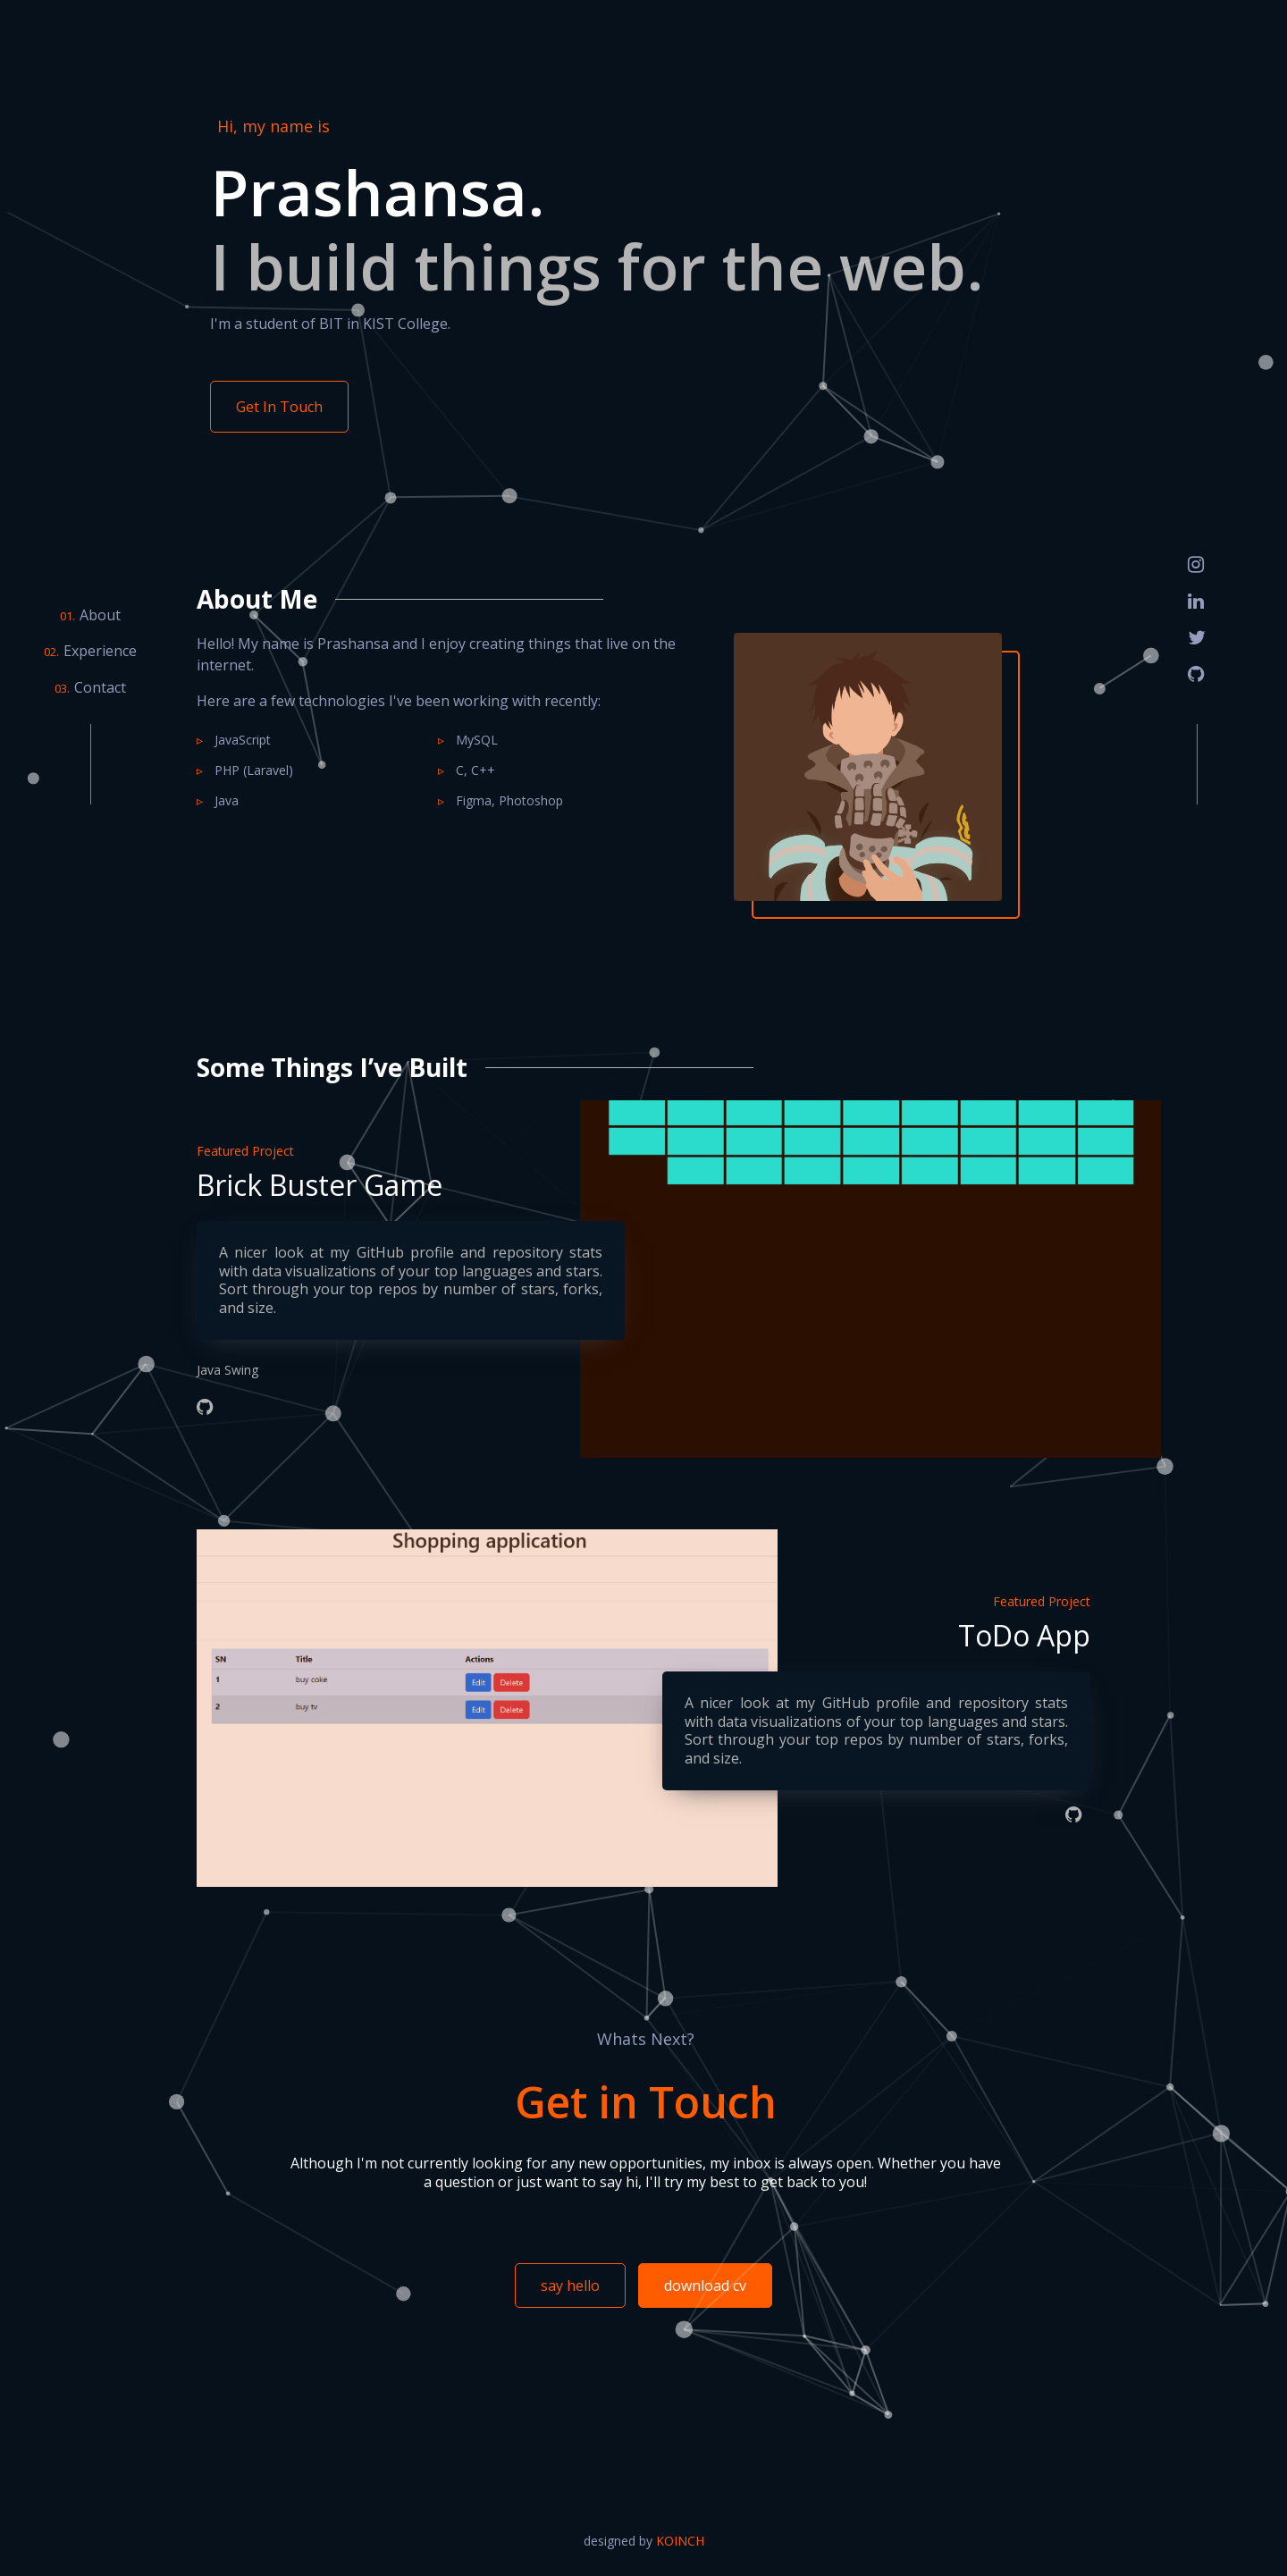 Hi, my name is
Prashansa.
I build things for the web.
I'm a student of BIT in KIST College.
Get In Touch
01. About
02. Experience
03. Contact
About Me
Hello! My name is Prashansa and I enjoy creating things that live on the
internet.
Here are a few technologies I've been working with recently:
▹ JavaScript
▹ MySQL
▹ PHP (Laravel)
▹ C, C++
▹ Java
▹ Figma, Photoshop
Some Things I’ve Built
Featured Project
Brick Buster Game
A nicer look at my GitHub profile and repository stats
with data visualizations of your top languages and stars.
Sort through your top repos by number of stars, forks,
and size.
Java Swing
Shopping application
SN Title Actions
1 buy coke Edit Delete
2 buy tv Edit Delete
Featured Project
ToDo App
A nicer look at my GitHub profile and repository stats
with data visualizations of your top languages and stars.
Sort through your top repos by number of stars, forks,
and size.
Whats Next?
Get in Touch
Although I'm not currently looking for any new opportunities, my inbox is always open. Whether you have
a question or just want to say hi, I'll try my best to get back to you!
say hello
download cv
designed by KOINCH